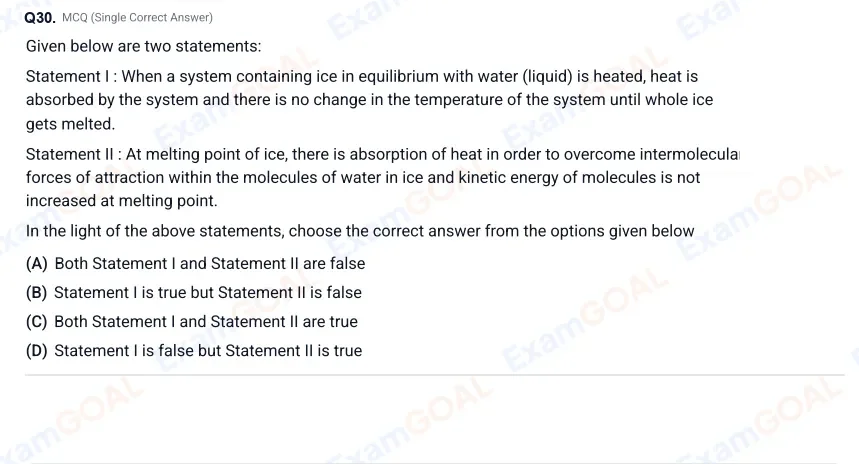 Q30. MCQ (Single Correct Answer)
Given below are two statements:
Statement I : When a system containing ice in equilibrium with water (liquid) is heated, heat is
absorbed by the system and there is no change in the temperature of the system until whole ice
gets melted.
Statement II : At melting point of ice, there is absorption of heat in order to overcome intermolecula
forces of attraction within the molecules of water in ice and kinetic energy of molecules is not
increased at melting point.
In the light of the above statements, choose the correct answer from the options given below
(A) Both Statement I and Statement II are false
(B) Statement I is true but Statement II is false
(C) Both Statement I and Statement II are true
(D) Statement I is false but Statement II is true
ExamGOAL